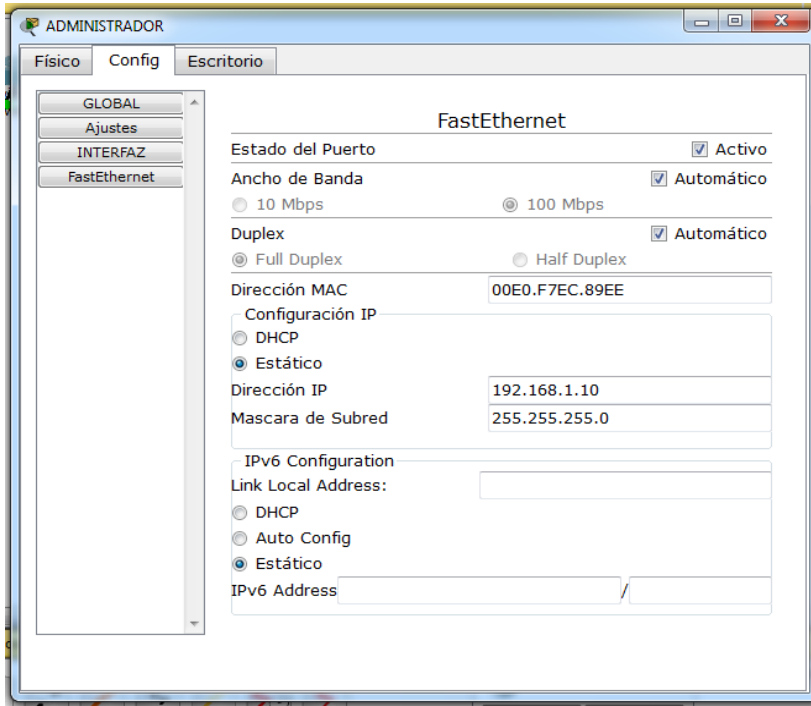 ADMINISTRADOR
Físico Config Escritorio
GLOBAL
Ajustes
INTERFAZ
FastEthernet
FastEthernet
Estado del Puerto Activo
Ancho de Banda Automático
10 Mbps 100 Mbps
Duplex Automático
Full Duplex Half Duplex
Dirección MAC 00E0.F7EC.89EE
Configuración IP
DHCP
Estático
Dirección IP 192.168.1.10
Mascara de Subred 255.255.255.0
IPv6 Configuration
Link Local Address:
DHCP
Auto Config
Estático
IPv6 Address /